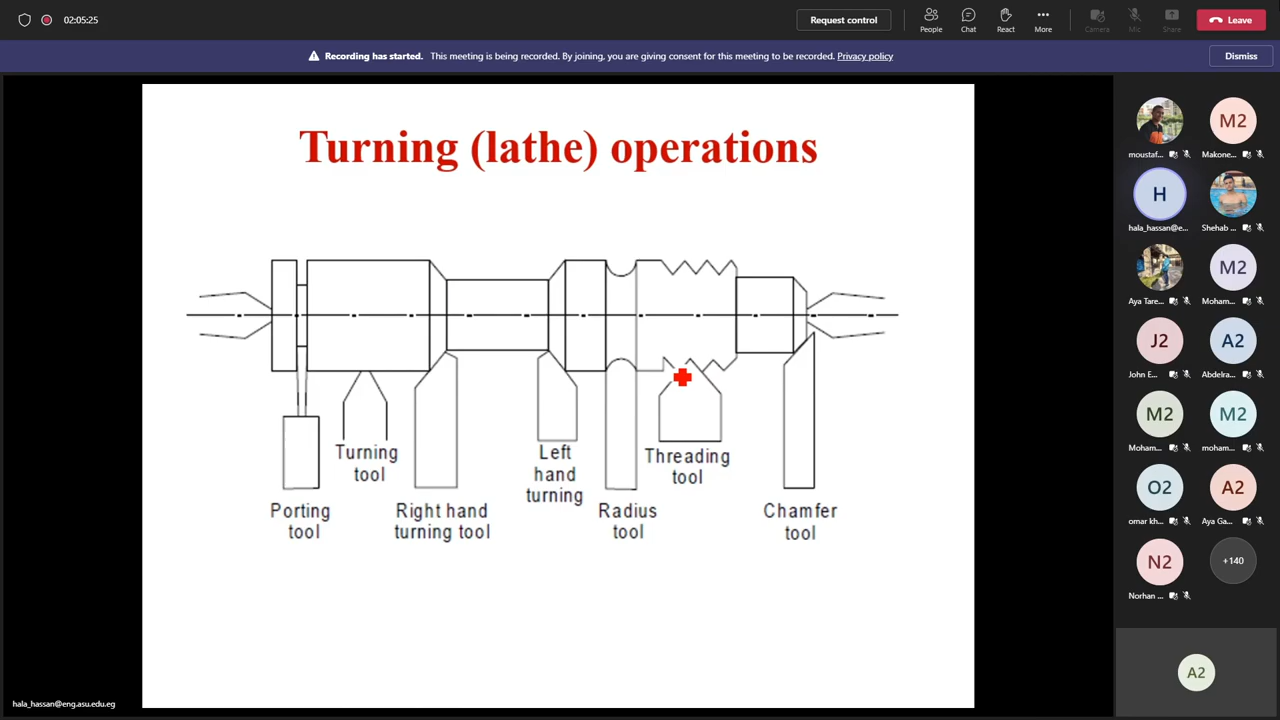 02:05:25
Request control
People
Chat
React
More
Camera
Mic
Share
Leave
Recording has started. This meeting is being recorded. By joining, you are giving consent for this meeting to be recorded. Privacy policy
Dismiss
Turning (lathe) operations
Turning
tool
Left
hand
turning
Threading
tool
Porting
tool
Right hand
turning tool
Radius
tool
Chamfer
tool
moustaf...
M2
Makone...
H
hala_hassan@e...
Shehab ...
Aya Tare...
M2
Moham...
J2
John E...
A2
Abdelra...
M2
Moham...
M2
moham...
O2
omar kh...
A2
Aya Ga...
N2
Norhan ...
+140
A2
hala_hassan@eng.asu.edu.eg